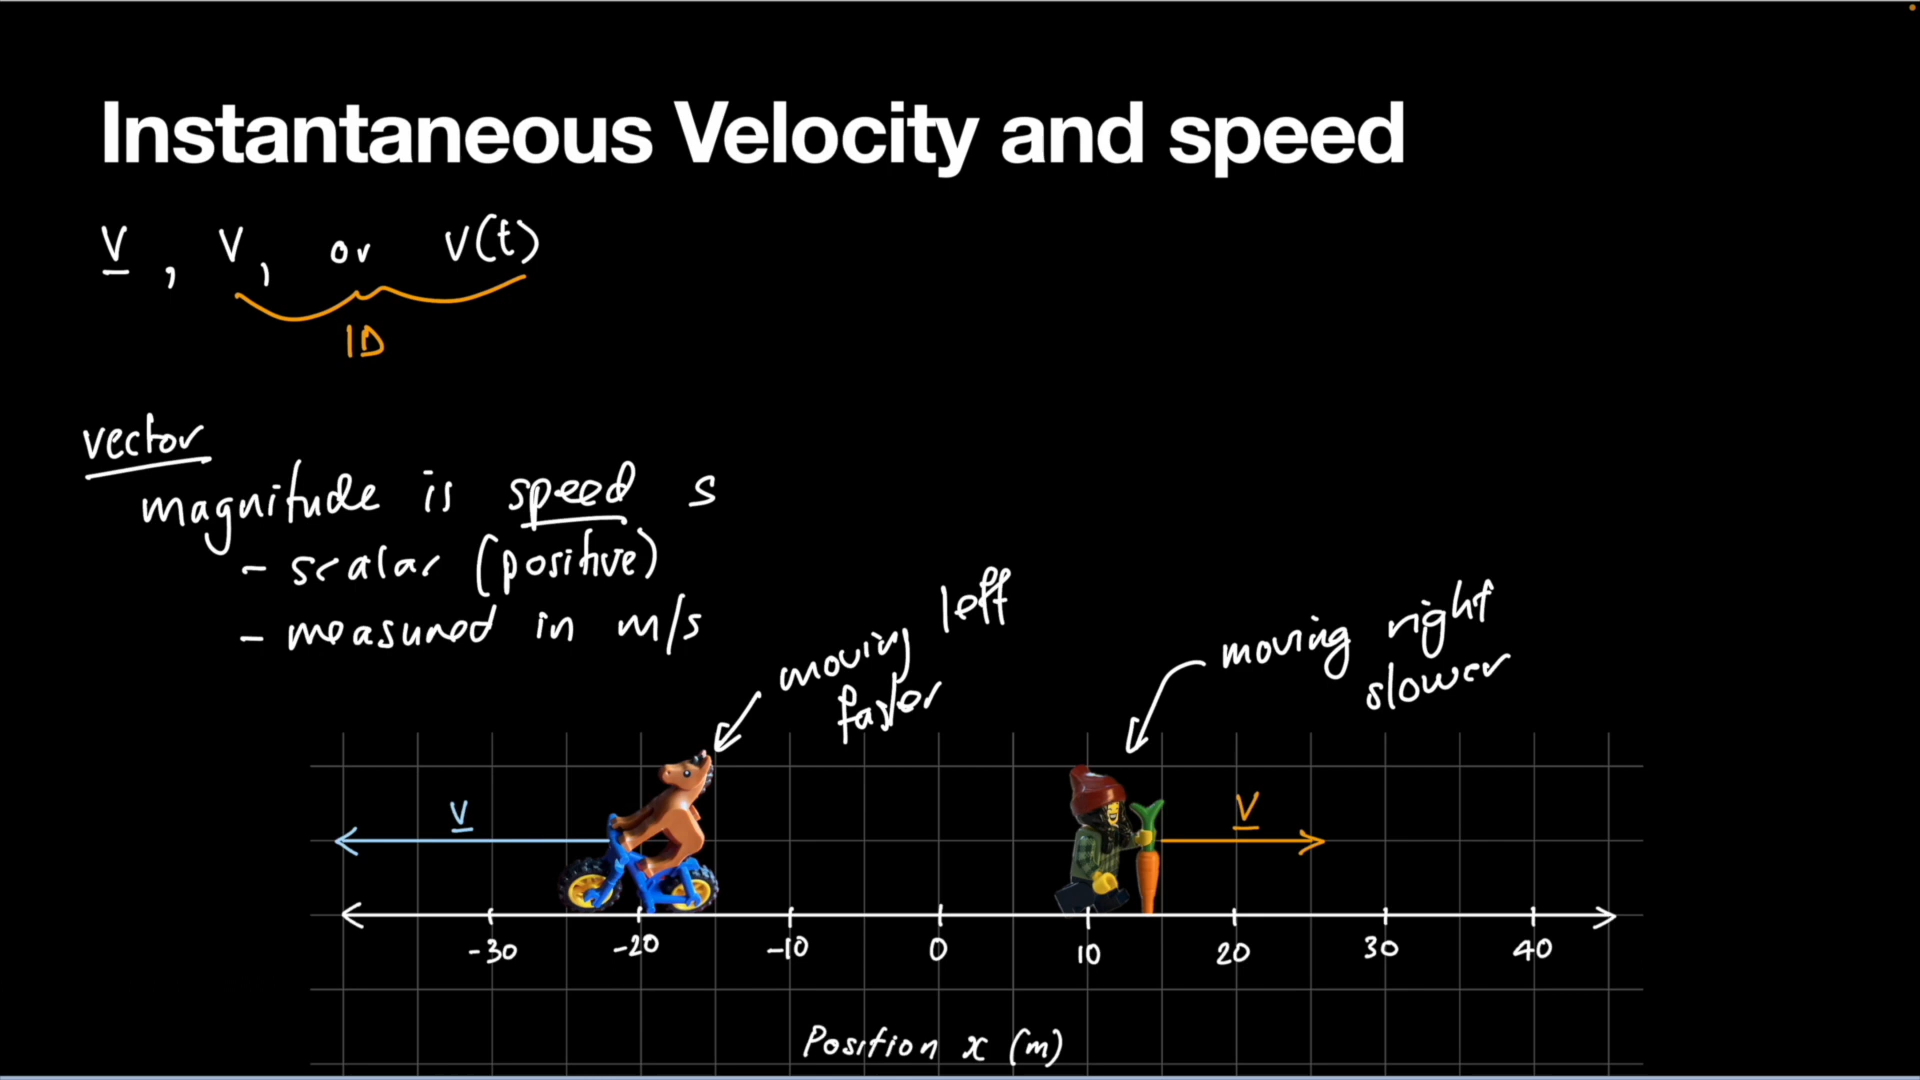 Instantaneous Velocity and speed
v , v, or v(t)
1D
vector
magnitude is speed s
- scalar (positive)
- measured in m/s
moving left
faster
moving right
slower
v
v
-30 -20 -10 0 10 20 30 40
Position x (m)